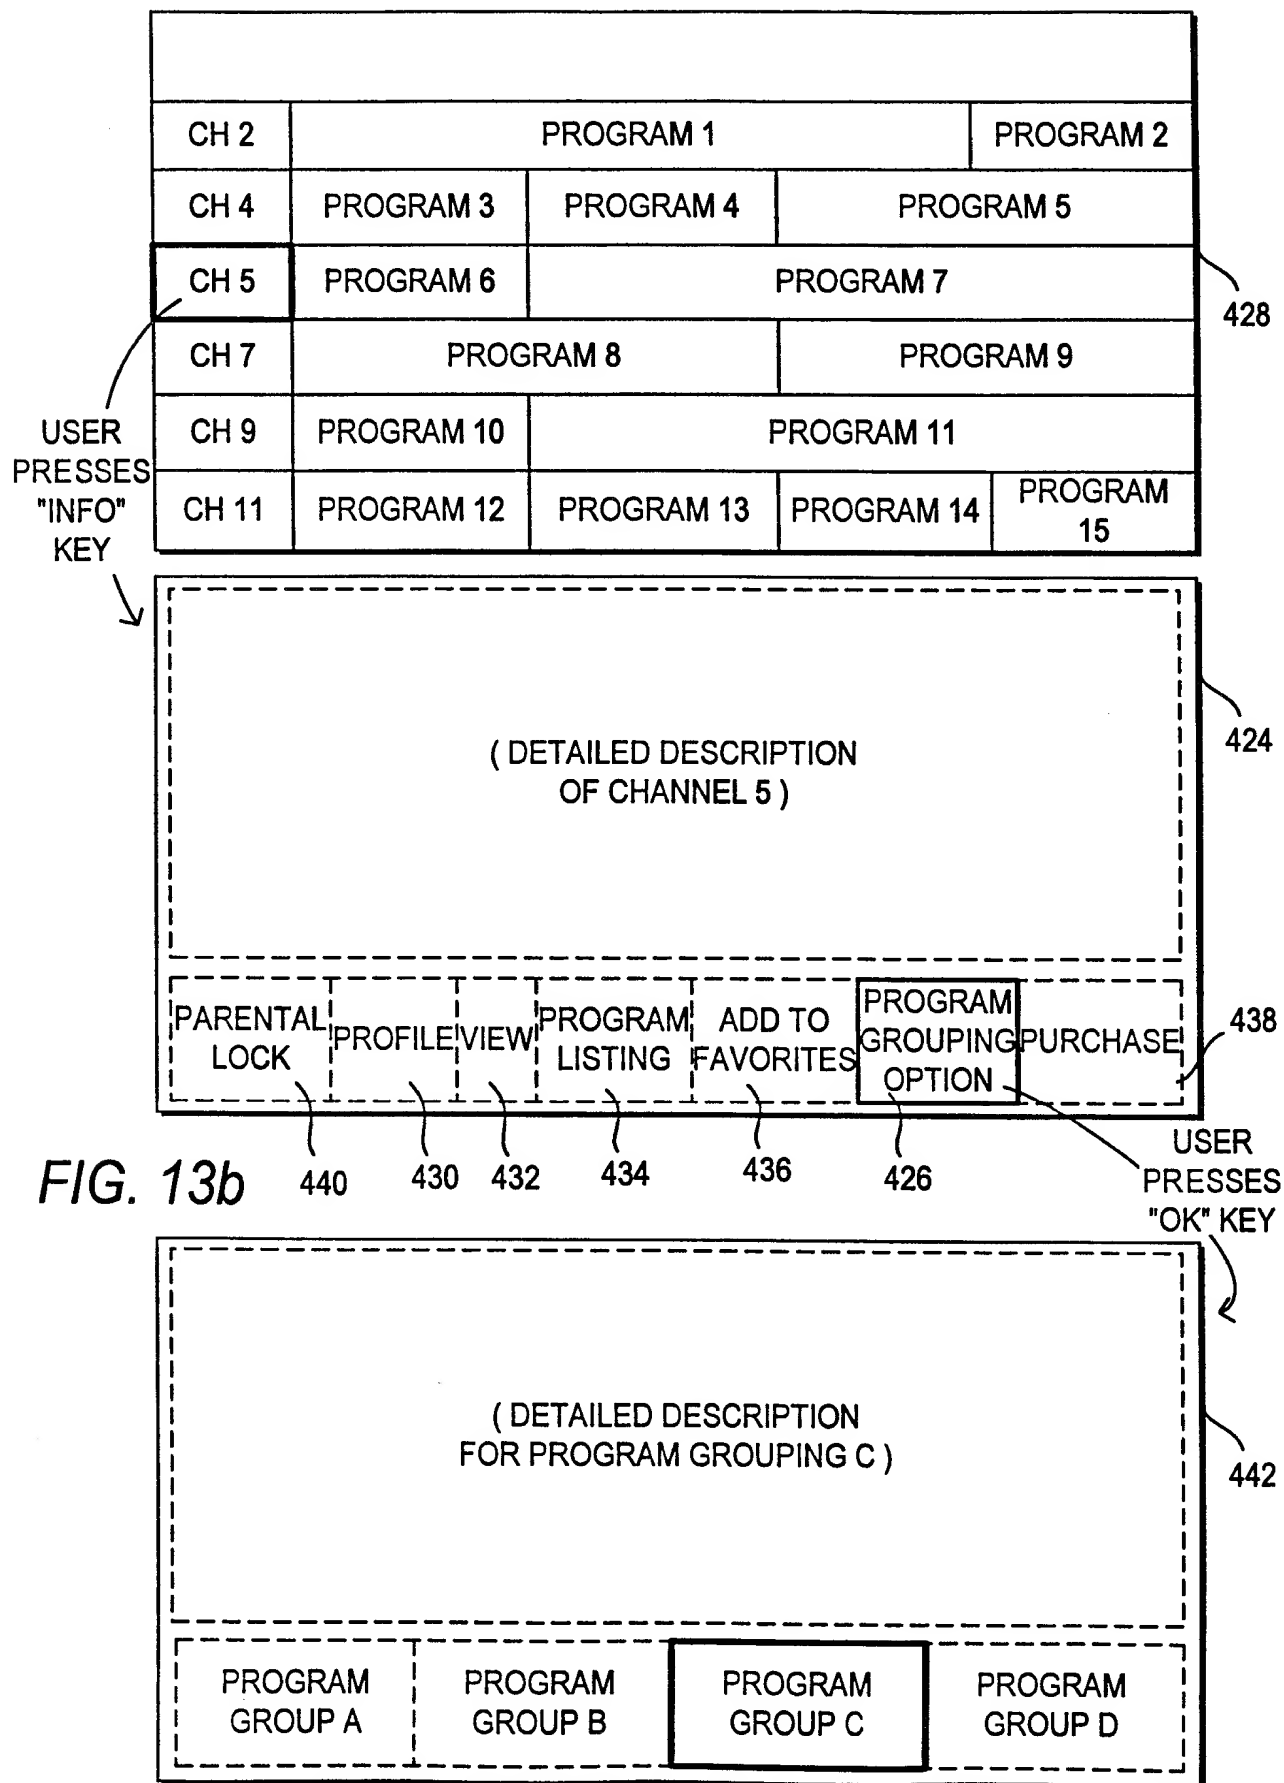 CH 2 PROGRAM 1 PROGRAM 2
CH 4 PROGRAM 3 PROGRAM 4 PROGRAM 5
CH 5 PROGRAM 6 PROGRAM 7
428
CH 7 PROGRAM 8 PROGRAM 9
CH 9 PROGRAM 10 PROGRAM 11
CH 11 PROGRAM 12 PROGRAM 13 PROGRAM 14 PROGRAM
15
USER
PRESSES
"INFO"
KEY
424
( DETAILED DESCRIPTION
OF CHANNEL 5 )
PARENTAL
LOCK
PROFILE
VIEW
PROGRAM
LISTING
ADD TO
FAVORITES
PROGRAM
GROUPING
OPTION
PURCHASE
438
440 430 432 434 436 426
USER
PRESSES
"OK" KEY
FIG. 13b
( DETAILED DESCRIPTION
FOR PROGRAM GROUPING C )
442
PROGRAM
GROUP A
PROGRAM
GROUP B
PROGRAM
GROUP C
PROGRAM
GROUP D